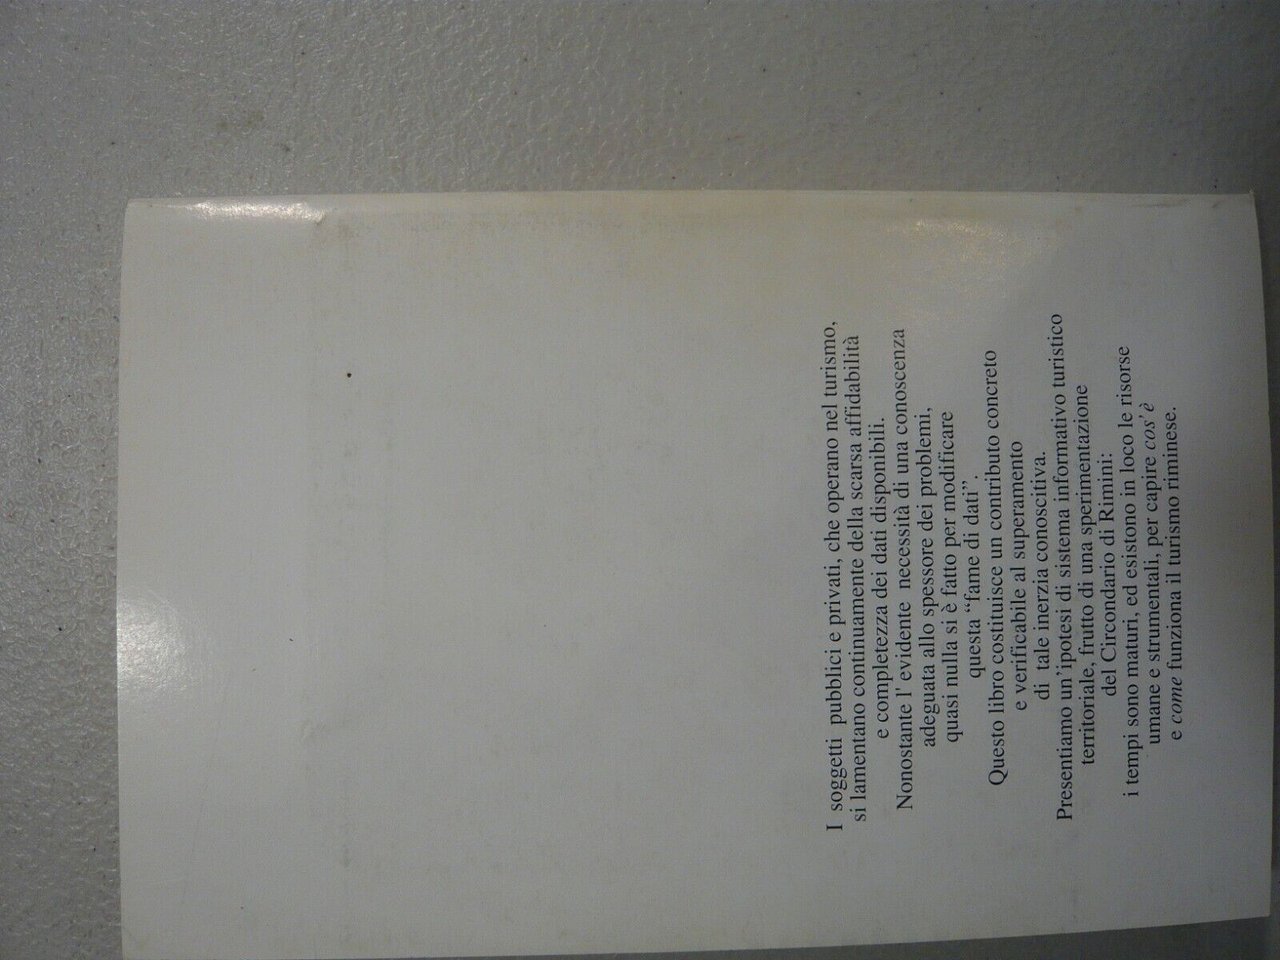 I soggetti pubblici e privati, che operano nel turismo,
si lamentano continuamente della scarsa affidabilità
e completezza dei dati disponibili.
Nonostante l'evidente necessità di una conoscenza
adeguata allo spessore dei problemi,
quasi nulla si è fatto per modificare
questa “fame di dati”.
Questo libro costituisce un contributo concreto
e verificabile al superamento
di tale inerzia conoscitiva.
Presentiamo un'ipotesi di sistema informativo turistico
territoriale, frutto di una sperimentazione
del Circondario di Rimini:
i tempi sono maturi, ed esistono in loco le risorse
umane e strumentali, per capire cos'è
e come funziona il turismo riminese.